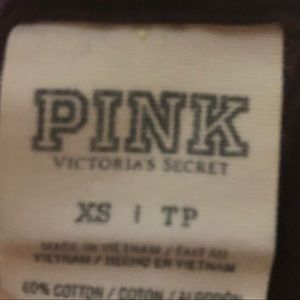 PINK
VICTORIA'S SECRET
XS | TP
MADE IN VIETNAM / FAIT AU
VIETNAM / HECHO EN VIETNAM
60% COTTON / COTON / ALGODÓN